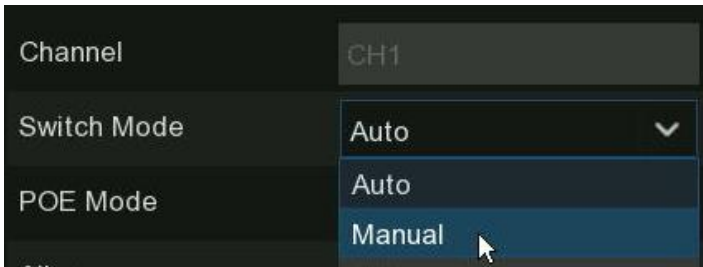 Channel CH1
Switch Mode Auto
Auto
POE Mode
Manual